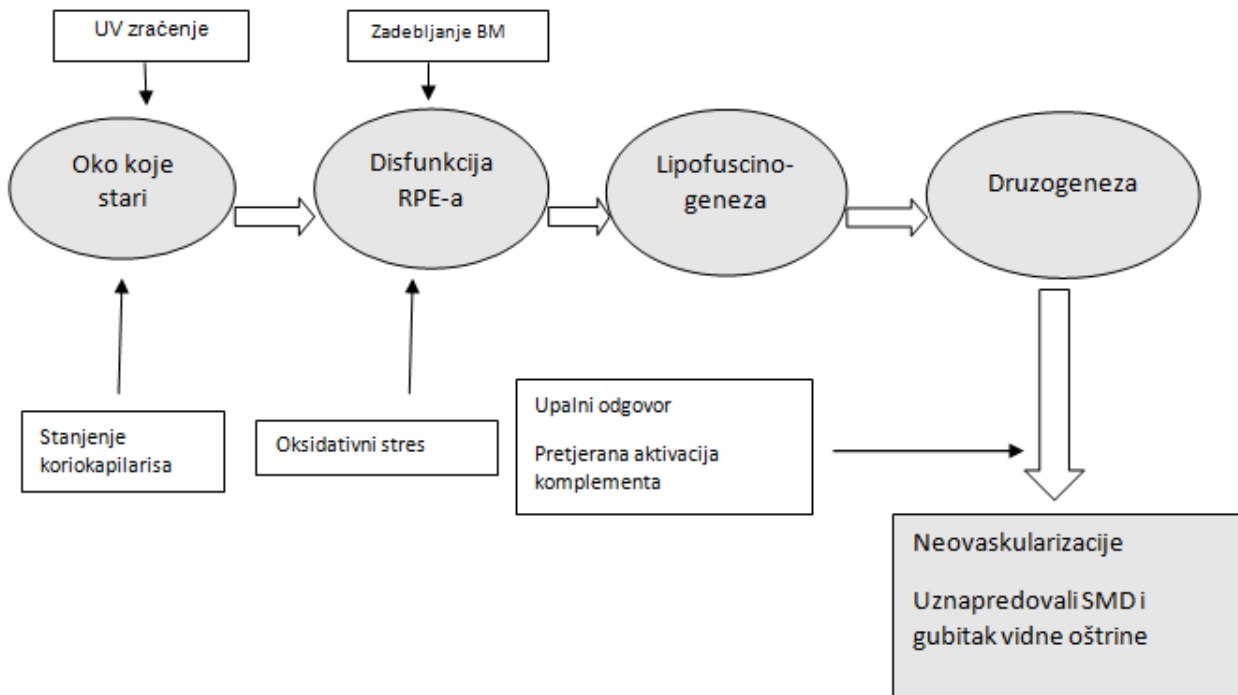 UV zračenje
Zadebljanje BM
Oko koje
stari
Disfunkcija
RPE-a
Lipofuscino-
geneza
Druzogeneza
Stanjenje
koriokapilarisa
Oksidativni stres
Upalni odgovor
Pretjerana aktivacija
komplementa
Neovaskularizacije
Uznapredovali SMD i
gubitak vidne oštrine